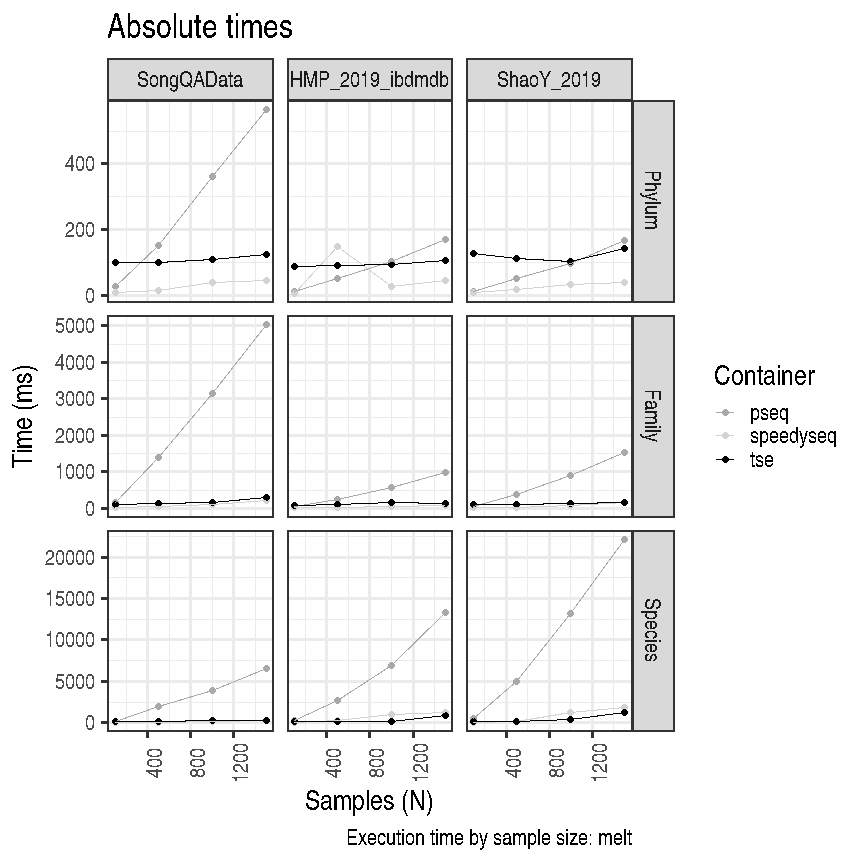 Absolute times
SongQAData HMP_2019_ibdmdb ShaoY_2019
400
200
0
Phylum
5000
4000
3000
2000
1000
0
Family
20000
15000
10000
5000
0
Species
Time (ms)
400 800 1200 400 800 1200 400 800 1200
Samples (N)
Execution time by sample size: melt
Container
pseq
speedyseq
tse